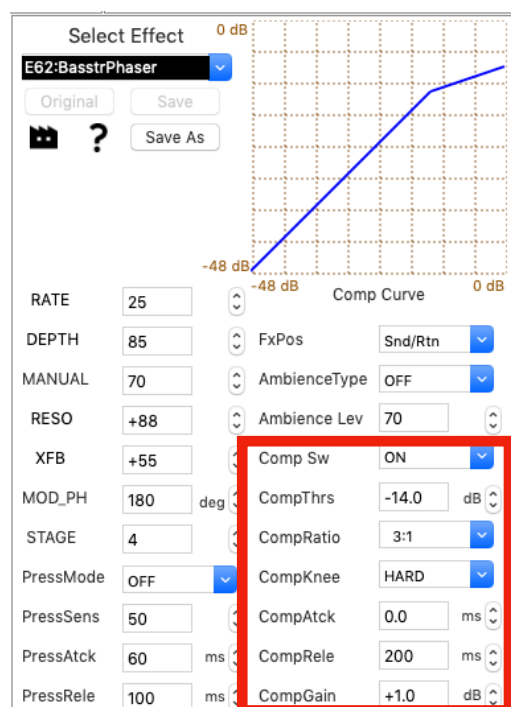 Select Effect
E62:BasstrPhaser
Original Save
? Save As
0 dB
-48 dB
-48 dB Comp Curve 0 dB
RATE 25
DEPTH 85 FxPos Snd/Rtn
MANUAL 70 AmbienceType OFF
RESO +88 Ambience Lev 70
XFB +55 Comp Sw ON
MOD_PH 180 deg CompThrs -14.0 dB
STAGE 4 CompRatio 3:1
PressMode OFF CompKnee HARD
PressSens 50 CompAtck 0.0 ms
PressAtck 60 ms CompRele 200 ms
PressRele 100 ms CompGain +1.0 dB